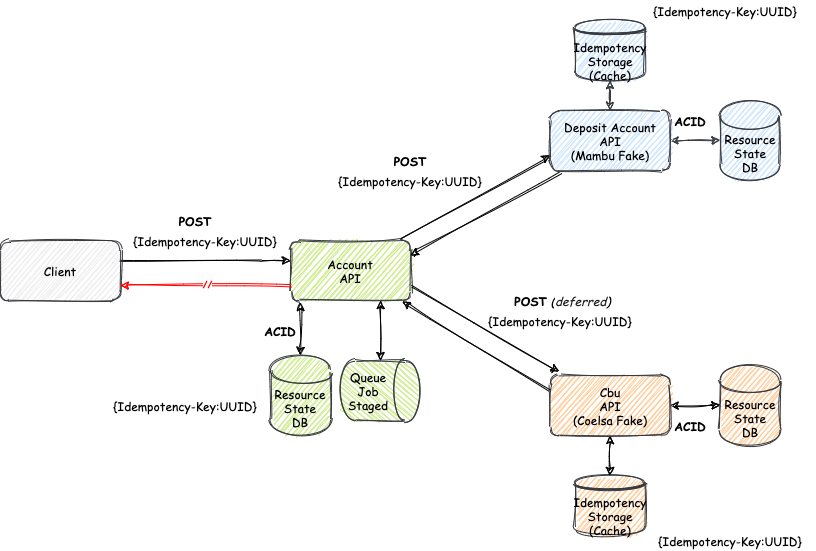 {Idempotency-Key:UUID}
Idempotency
Storage
(Cache)
Deposit Account
API
(Mambu Fake)
ACID
Resource
State
DB
POST
{Idempotency-Key:UUID}
POST
{Idempotency-Key:UUID}
Client
//
Account
API
POST (deferred)
{Idempotency-Key:UUID}
ACID
Resource
State
DB
Queue
Job
Staged
{Idempotency-Key:UUID}
Cbu
API
(Coelsa Fake)
ACID
Resource
State
DB
Idempotency
Storage
(Cache)
{Idempotency-Key:UUID}